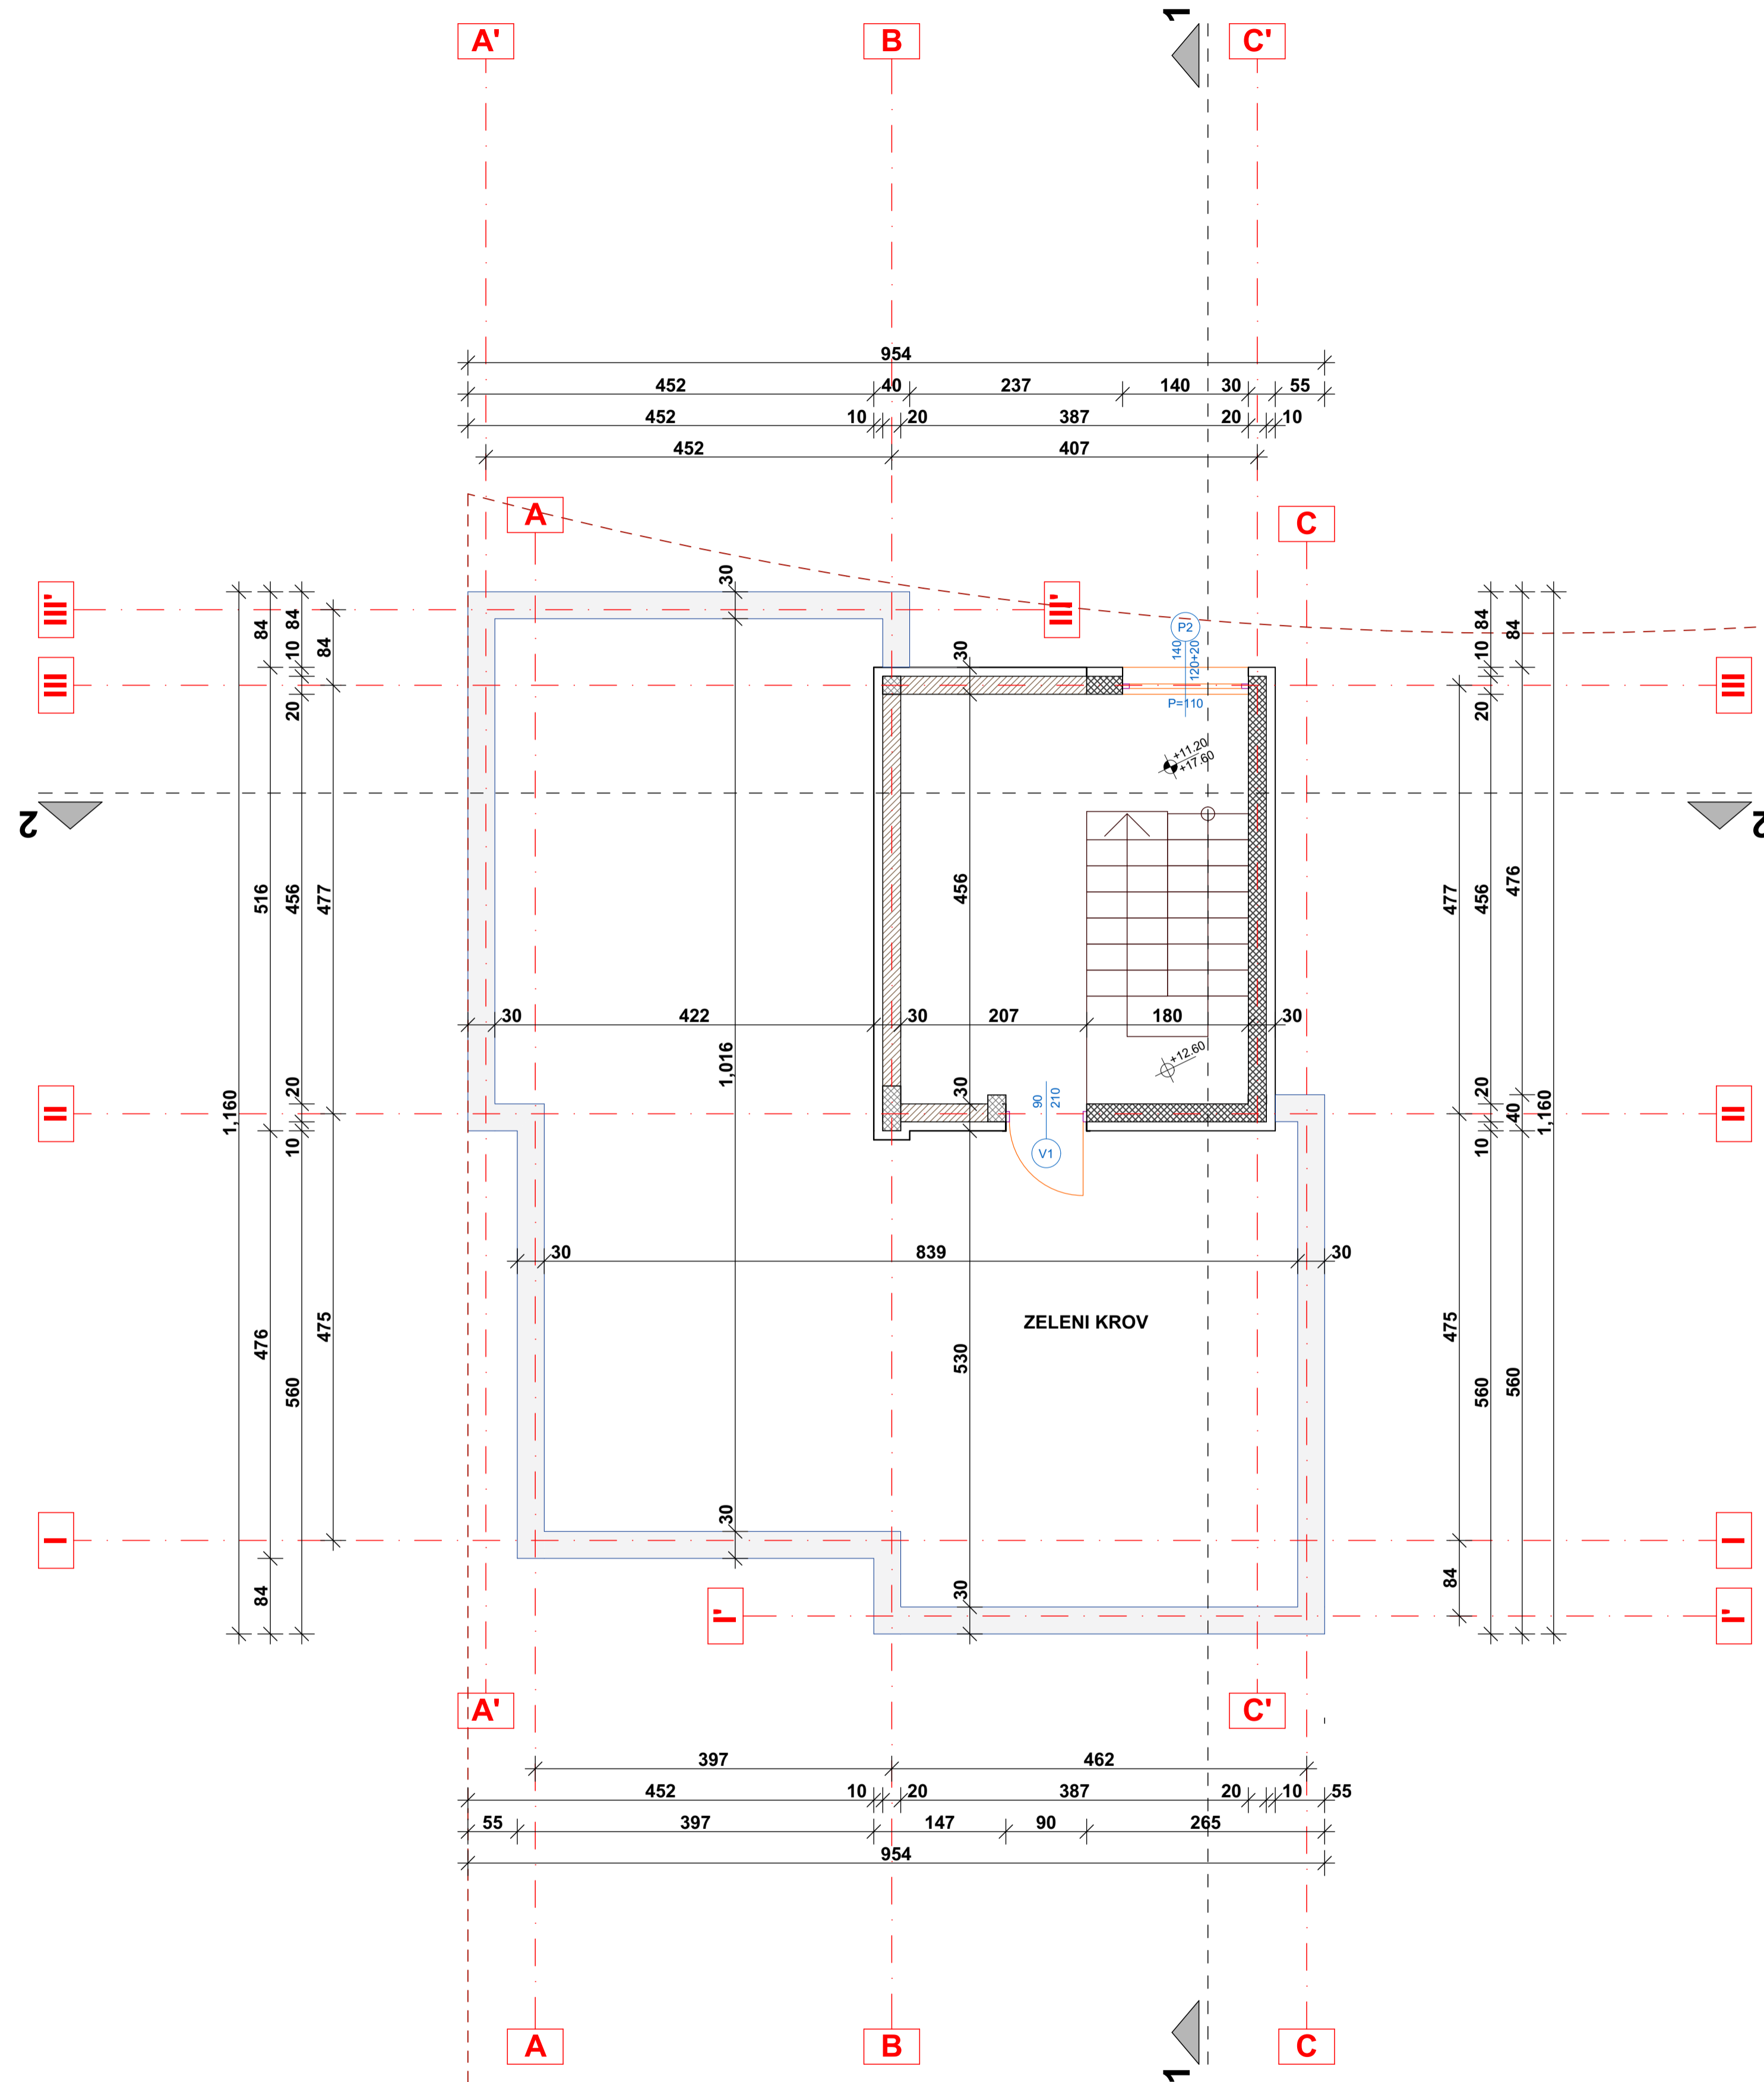 1
A' B C'
954
452 40 237 140 30 55
452 10 20 387 20 10
452 407
A C
III' III'
III III
30
30
P2
140
120+20
P=110
+11.20
+17.60
2 2
84 10 84 84
20
516 456 477
1,160
20
10
476 560 475
84
84 10 84
20
477 456 476
20 40 1,160
10
475 560 560
84
456
30 422 30 207 180 30
1,016
+12.60
30
90
210
V1
II II
30 839 30
ZELENI KROV
530
30
30
I I
I' I'
A' C'
397 462
452 10 20 387 20 10 55
55 397 147 90 265
954
A B C
1